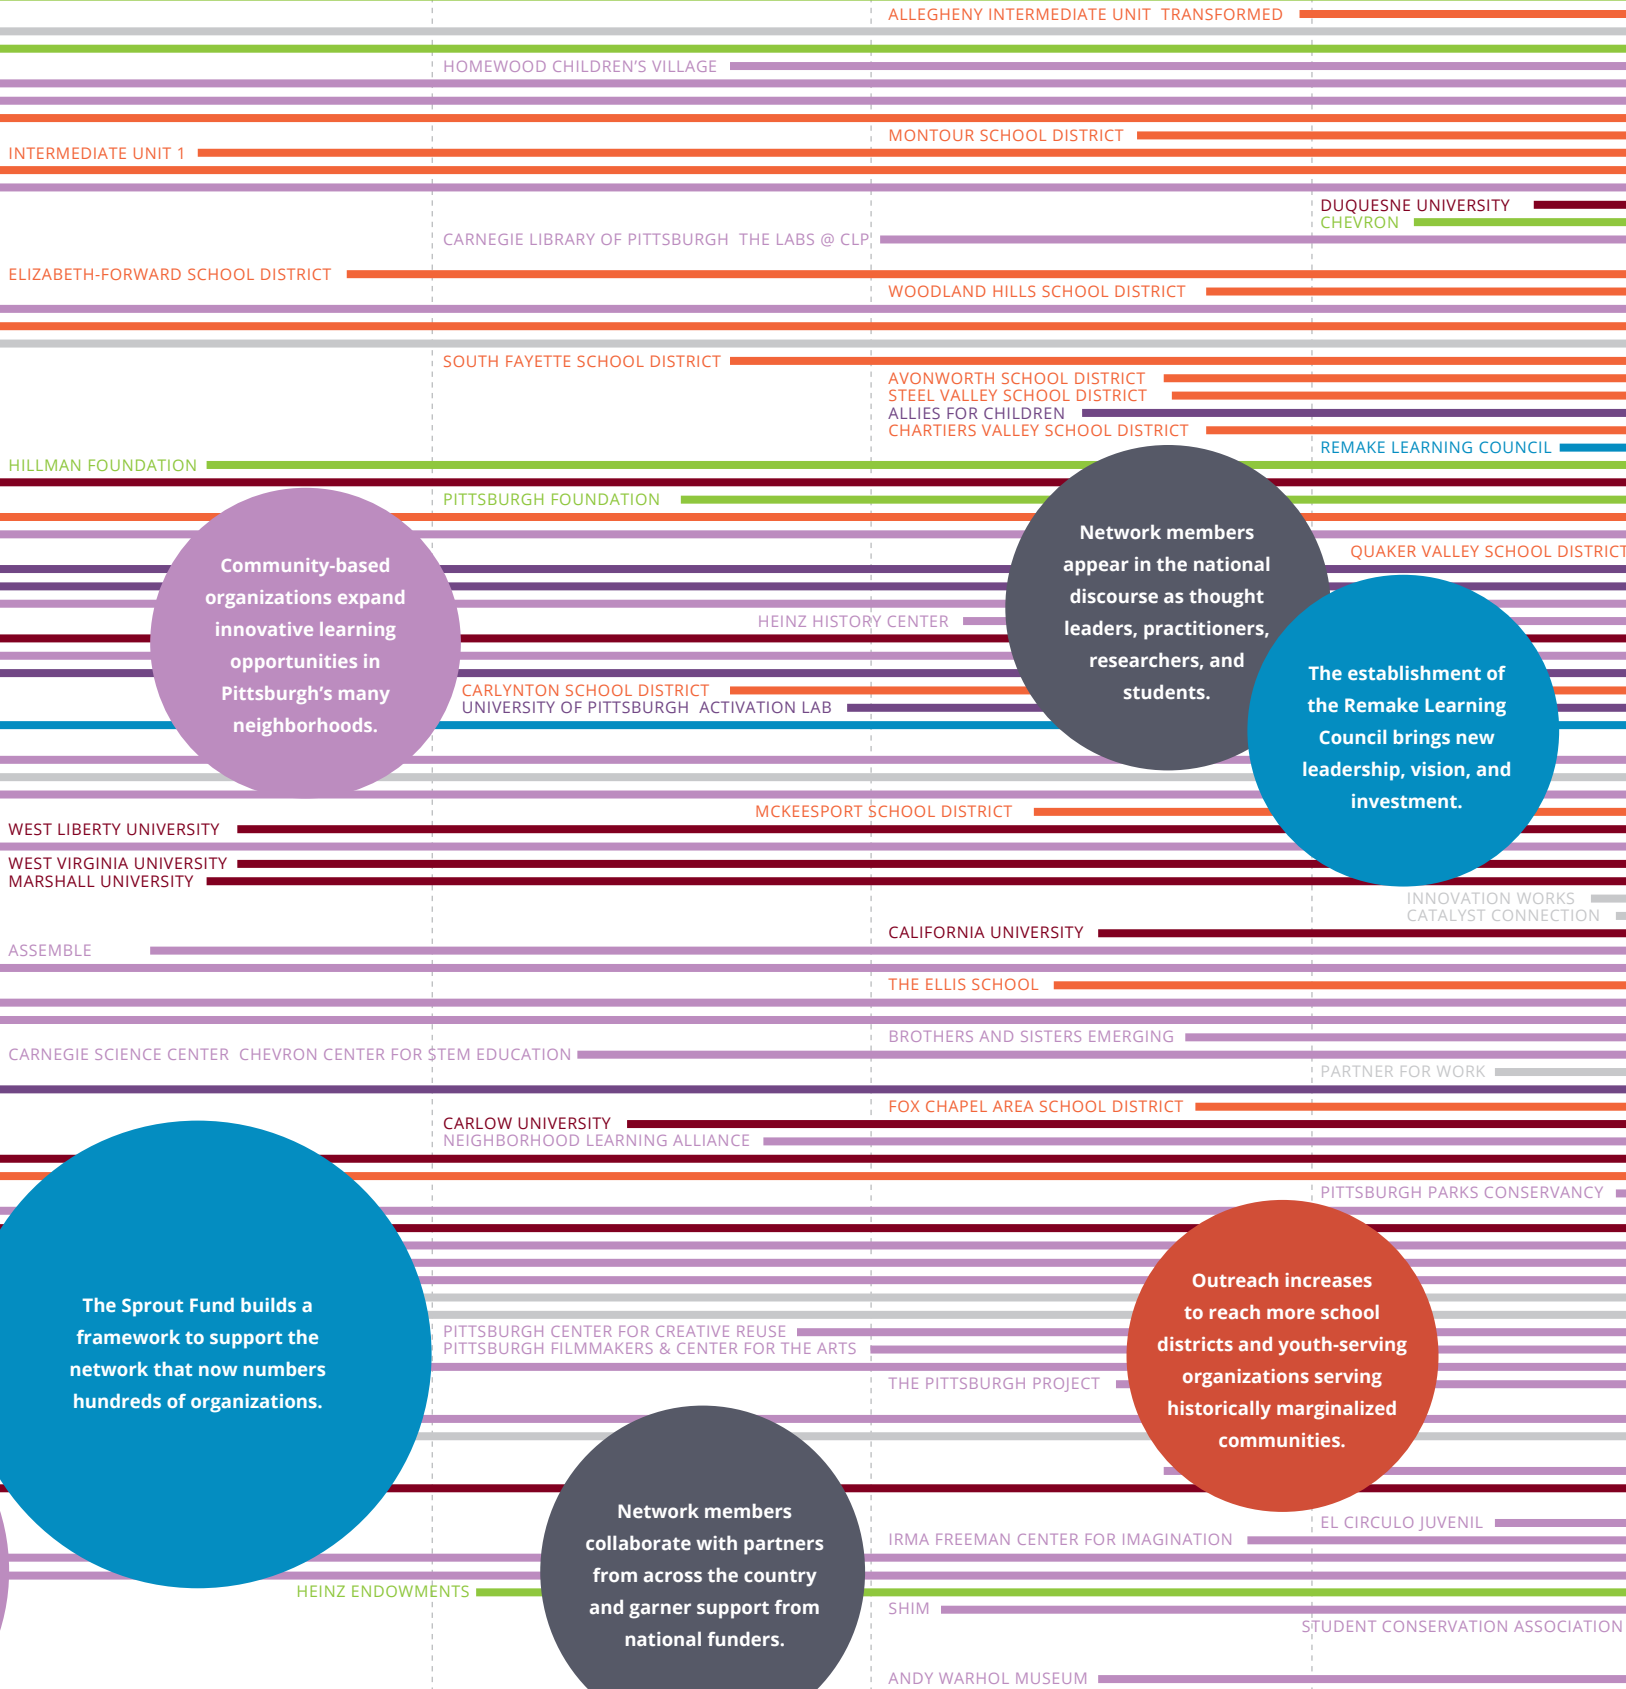 ALLEGHENY INTERMEDIATE UNIT  TRANSFORMED
HOMEWOOD CHILDREN'S VILLAGE
MONTOUR SCHOOL DISTRICT
INTERMEDIATE UNIT 1
DUQUESNE UNIVERSITY
CHEVRON
CARNEGIE LIBRARY OF PITTSBURGH  THE LABS @ CLP
ELIZABETH-FORWARD SCHOOL DISTRICT
WOODLAND HILLS SCHOOL DISTRICT
SOUTH FAYETTE SCHOOL DISTRICT
AVONWORTH SCHOOL DISTRICT
STEEL VALLEY SCHOOL DISTRICT
ALLIES FOR CHILDREN
CHARTIERS VALLEY SCHOOL DISTRICT
REMAKE LEARNING COUNCIL
HILLMAN FOUNDATION
PITTSBURGH FOUNDATION
Community-based
organizations expand
innovative learning
opportunities in
Pittsburgh's many
neighborhoods.
Network members
appear in the national
discourse as thought
leaders, practitioners,
researchers, and
students.
QUAKER VALLEY SCHOOL DISTRICT
HEINZ HISTORY CENTER
The establishment of
the Remake Learning
Council brings new
leadership, vision, and
investment.
CARLYNTON SCHOOL DISTRICT
UNIVERSITY OF PITTSBURGH  ACTIVATION LAB
MCKEESPORT SCHOOL DISTRICT
WEST LIBERTY UNIVERSITY
WEST VIRGINIA UNIVERSITY
MARSHALL UNIVERSITY
INNOVATION WORKS
CATALYST CONNECTION
CALIFORNIA UNIVERSITY
ASSEMBLE
THE ELLIS SCHOOL
BROTHERS AND SISTERS EMERGING
CARNEGIE SCIENCE CENTER  CHEVRON CENTER FOR STEM EDUCATION
PARTNER FOR WORK
FOX CHAPEL AREA SCHOOL DISTRICT
CARLOW UNIVERSITY
NEIGHBORHOOD LEARNING ALLIANCE
PITTSBURGH PARKS CONSERVANCY
The Sprout Fund builds a
framework to support the
network that now numbers
hundreds of organizations.
Outreach increases
to reach more school
districts and youth-serving
organizations serving
historically marginalized
communities.
PITTSBURGH CENTER FOR CREATIVE REUSE
PITTSBURGH FILMMAKERS & CENTER FOR THE ARTS
THE PITTSBURGH PROJECT
Network members
collaborate with partners
from across the country
and garner support from
national funders.
EL CIRCULO JUVENIL
IRMA FREEMAN CENTER FOR IMAGINATION
HEINZ ENDOWMENTS
SHIM
STUDENT CONSERVATION ASSOCIATION
ANDY WARHOL MUSEUM